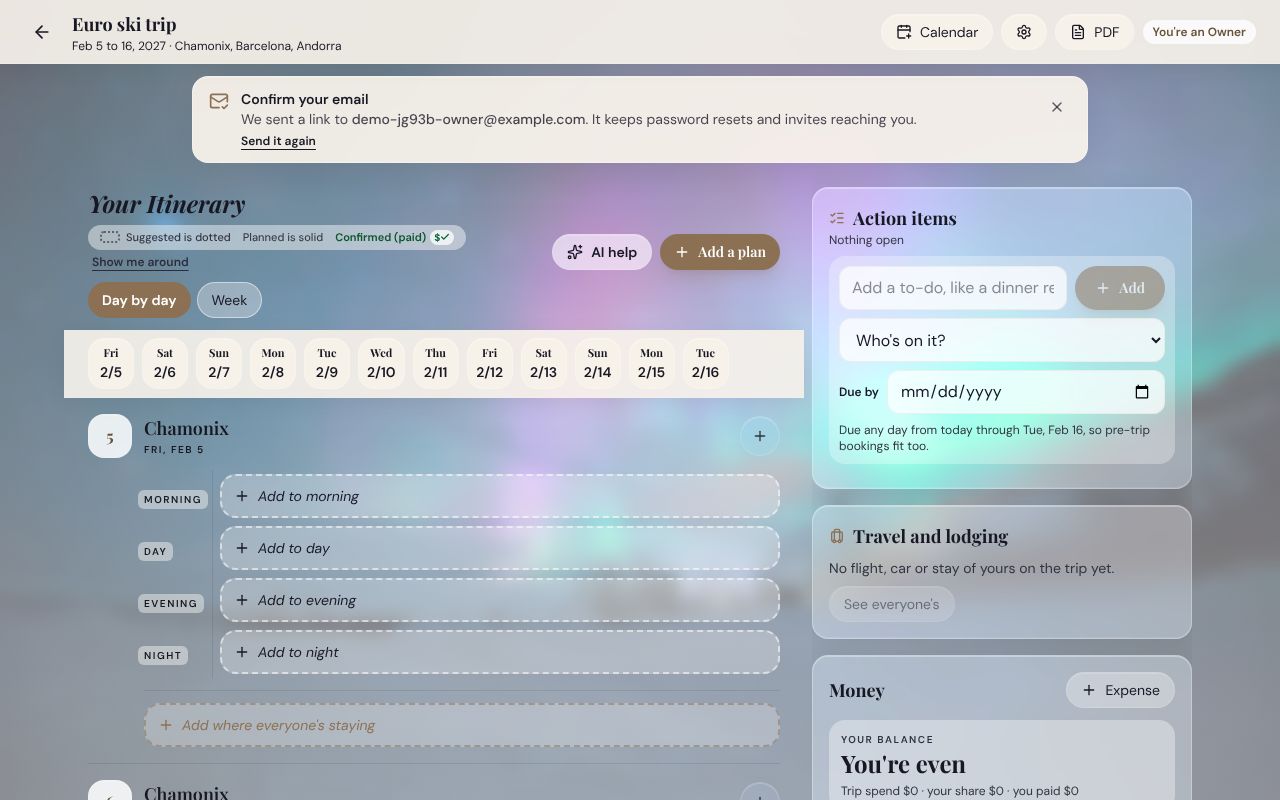 Euro ski trip
Feb 5 to 16, 2027 · Chamonix, Barcelona, Andorra
Calendar
PDF
You're an Owner
Confirm your email
We sent a link to demo-jg93b-owner@example.com. It keeps password resets and invites reaching you.
Send it again
Your Itinerary
Suggested is dotted Planned is solid Confirmed (paid) $✓
Show me around
AI help
Add a plan
Day by day
Week
Fri Sat Sun Mon Tue Wed Thu Fri Sat Sun Mon Tue
2/5 2/6 2/7 2/8 2/9 2/10 2/11 2/12 2/13 2/14 2/15 2/16
5
Chamonix
FRI, FEB 5
MORNING
Add to morning
DAY
Add to day
EVENING
Add to evening
NIGHT
Add to night
Add where everyone's staying
Chamonix
Action items
Nothing open
Add a to-do, like a dinner re
Add
Who's on it?
Due by
mm/dd/yyyy
Due any day from today through Tue, Feb 16, so pre-trip
bookings fit too.
Travel and lodging
No flight, car or stay of yours on the trip yet.
See everyone's
Money
Expense
YOUR BALANCE
You're even
Trip spend $0 · your share $0 · you paid $0